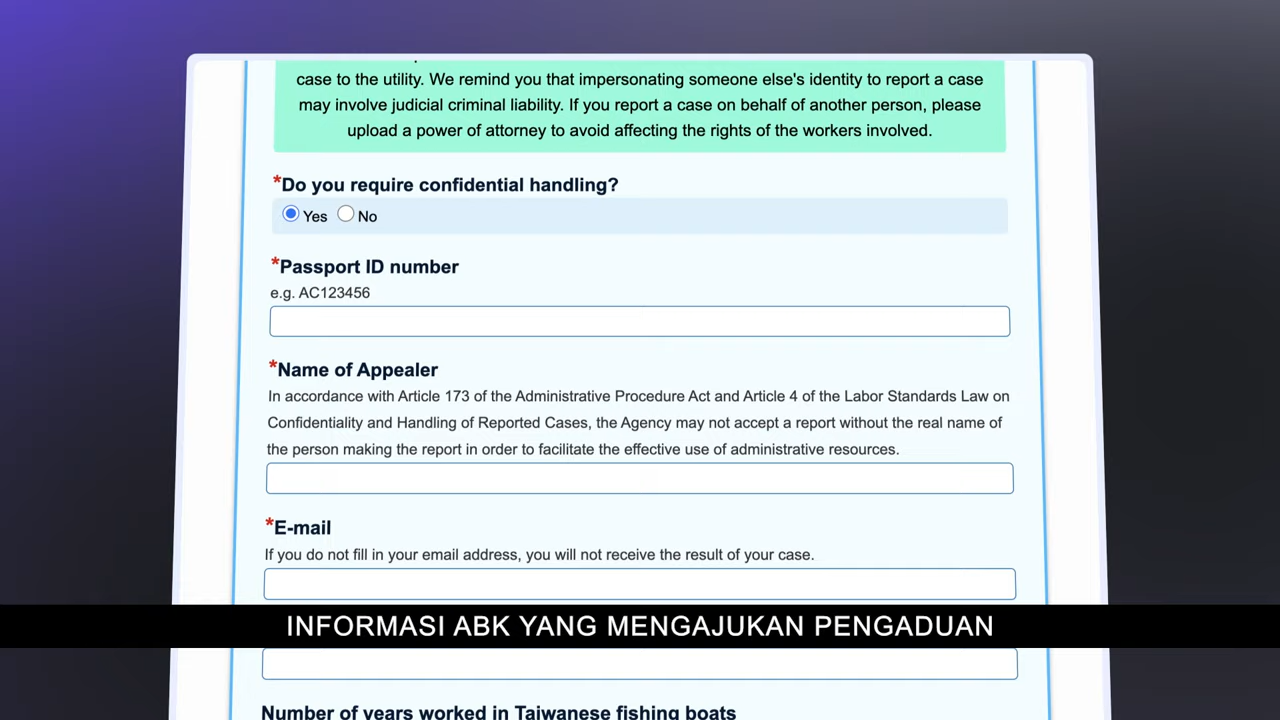 case to the utility. We remind you that impersonating someone else's identity to report a case
may involve judicial criminal liability. If you report a case on behalf of another person, please
upload a power of attorney to avoid affecting the rights of the workers involved.
*Do you require confidential handling?
Yes No
*Passport ID number
e.g. AC123456
*Name of Appealer
In accordance with Article 173 of the Administrative Procedure Act and Article 4 of the Labor Standards Law on
Confidentiality and Handling of Reported Cases, the Agency may not accept a report without the real name of
the person making the report in order to facilitate the effective use of administrative resources.
*E-mail
If you do not fill in your email address, you will not receive the result of your case.
INFORMASI ABK YANG MENGAJUKAN PENGADUAN
Number of years worked in Taiwanese fishing boats